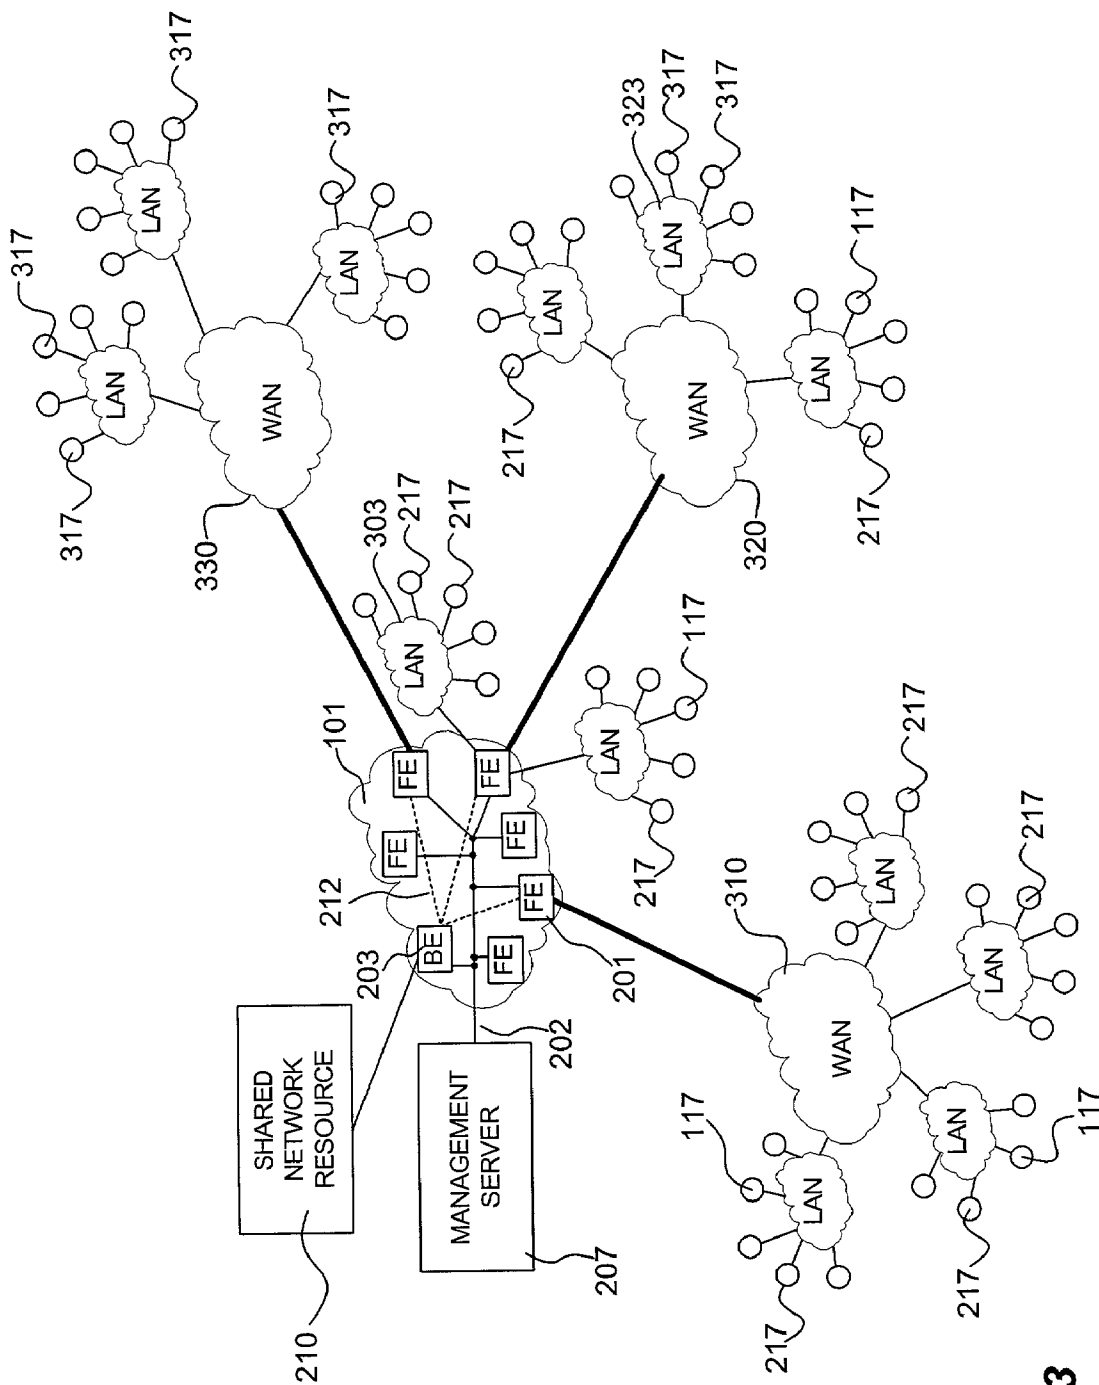 317
317
317
LAN
LAN
317
330
WAN
SHARED
NETWORK
RESOURCE
210
212
101
317
LAN
203
303
FE
FE
LAN
217
BE
MANAGEMENT
SERVER
217
FE
FE
FE
217
FE
LAN
202
207
201
LAN
217
323
LAN
317
117
WAN
117
317
320
217
310
LAN
LAN
WAN
117
217
LAN
217
LAN
217
LAN
217
3
117